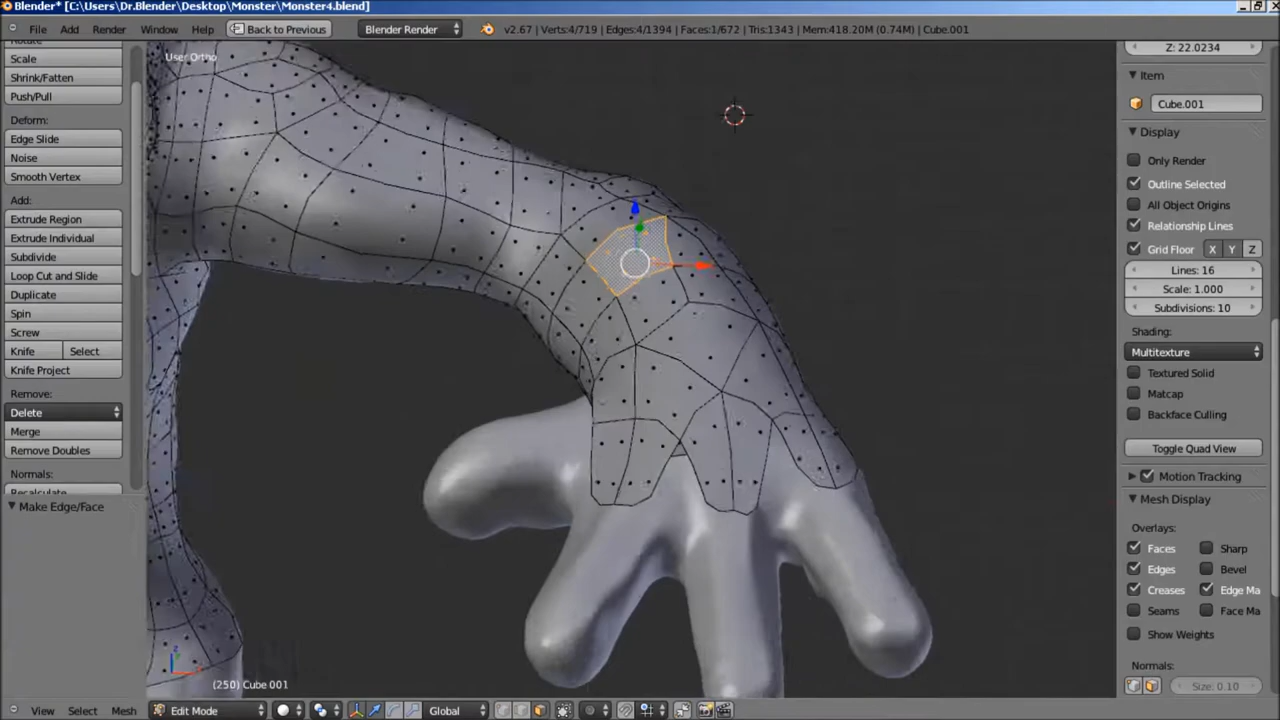 Blender* [C:\Users\Dr.Blender\Desktop\Monster\Monster4.blend]
File Add Render Window Help Back to Previous Blender Render v2.67 | Verts:4/719 | Edges:4/1394 | Faces:1/672 | Tris:1343 | Mem:418.20M (0.74M) | Cube.001
Scale
Shrink/Fatten
Push/Pull
Deform:
Edge Slide
Noise
Smooth Vertex
Add:
Extrude Region
Extrude Individual
Subdivide
Loop Cut and Slide
Duplicate
Spin
Screw
Knife Select
Knife Project
Remove:
Delete
Merge
Remove Doubles
Normals:
Recalculate
Make Edge/Face
User Ortho
(250) Cube 001
Z: 22.0234
Item
Cube.001
Display
Only Render
Outline Selected
All Object Origins
Relationship Lines
Grid Floor X Y Z
Lines: 16
Scale: 1.000
Subdivisions: 10
Shading:
Multitexture
Textured Solid
Matcap
Backface Culling
Toggle Quad View
Motion Tracking
Mesh Display
Overlays:
Faces Sharp
Edges Bevel
Creases Edge Ma
Seams Face Ma
Show Weights
Normals:
Size: 0.10
View Select Mesh Edit Mode Global